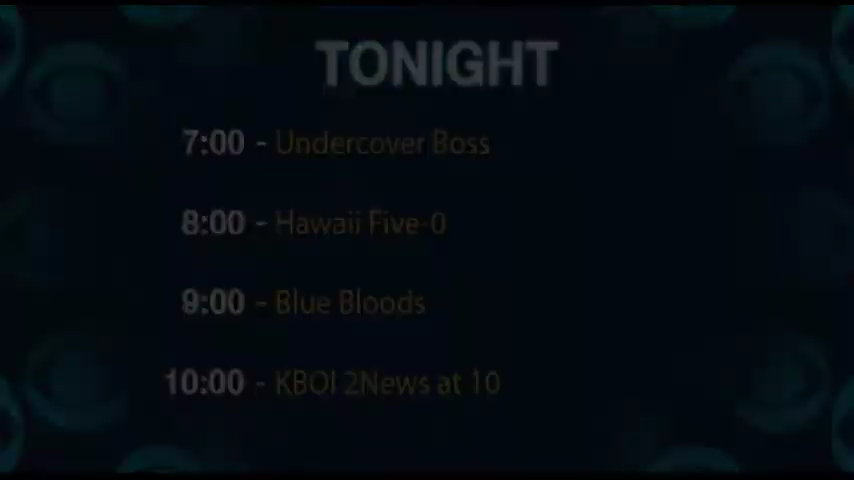 TONIGHT
7:00 - Undercover Boss
8:00 - Hawaii Five-0
9:00 - Blue Bloods
10:00 - KBOI 2News at 10